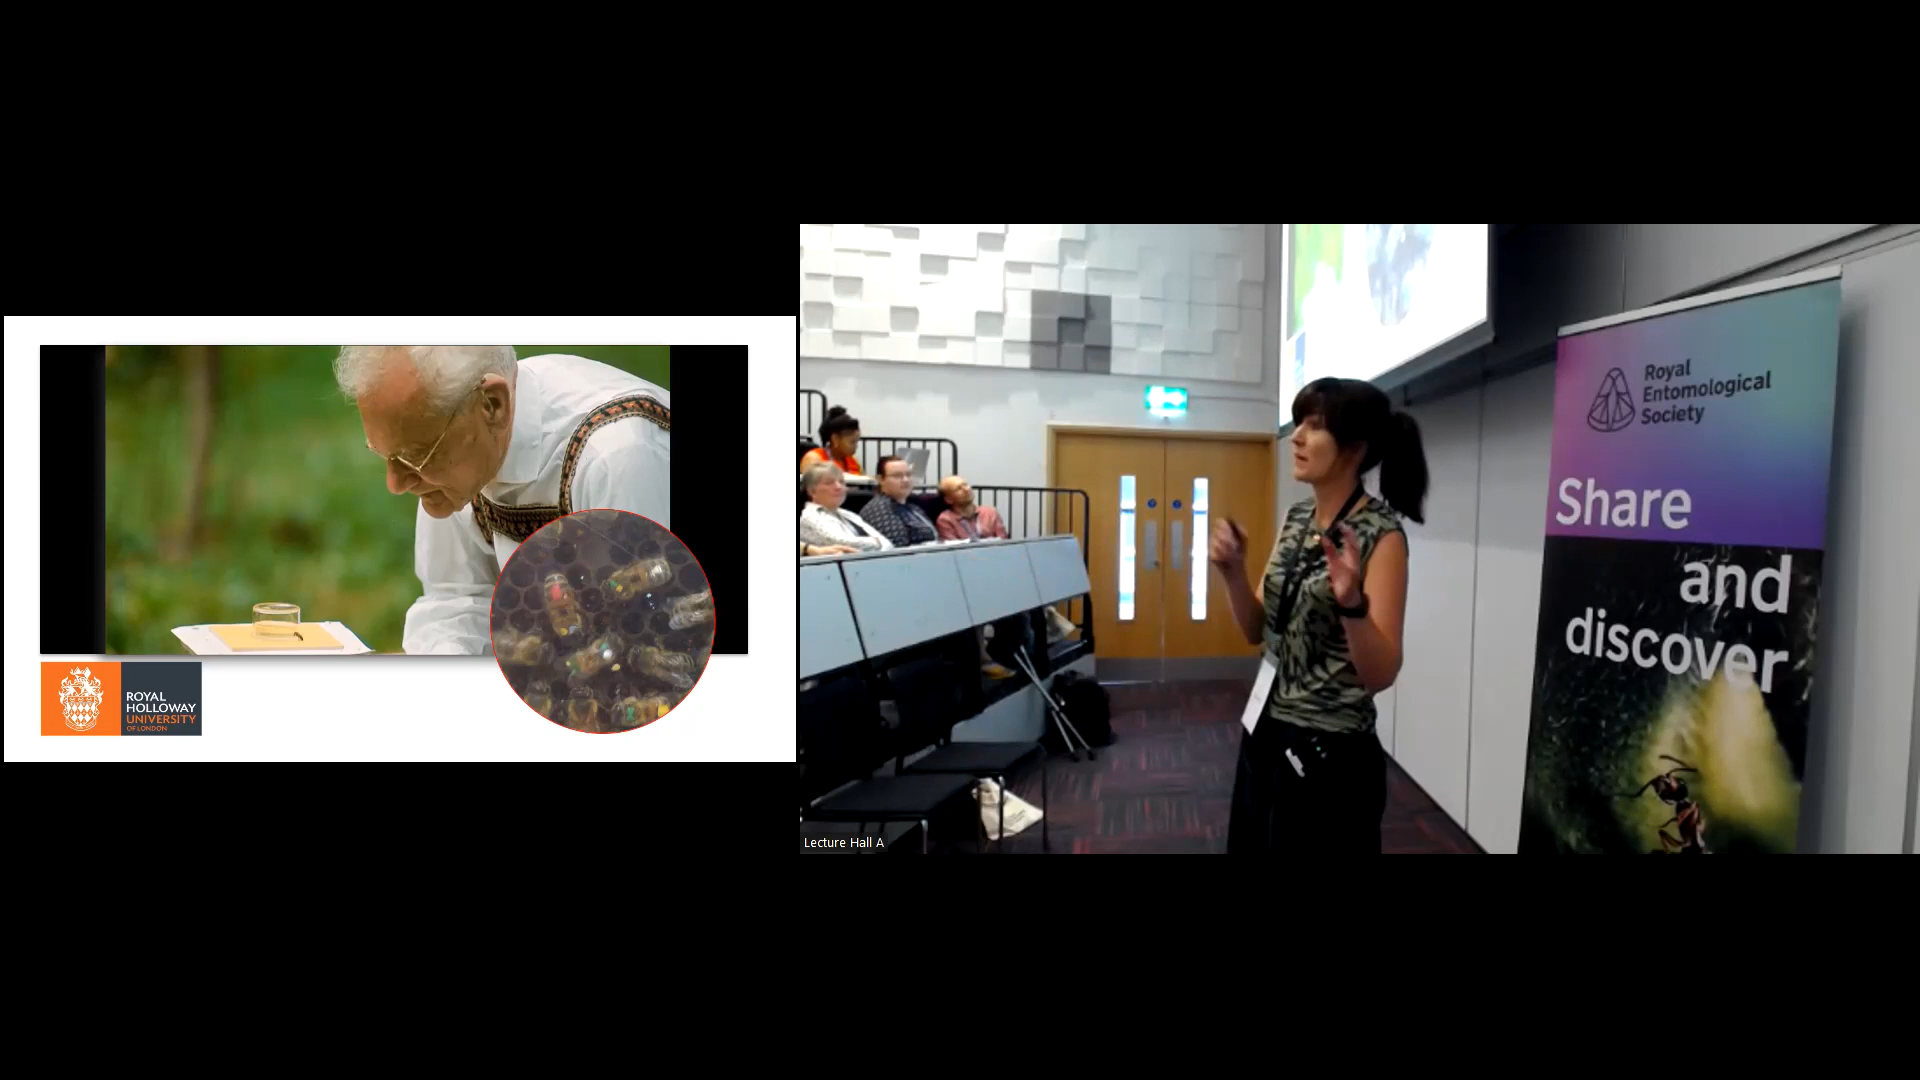 ROYAL
HOLLOWAY
UNIVERSITY
OF LONDON
Royal
Entomological
Society
Share
and
discover
Lecture Hall A